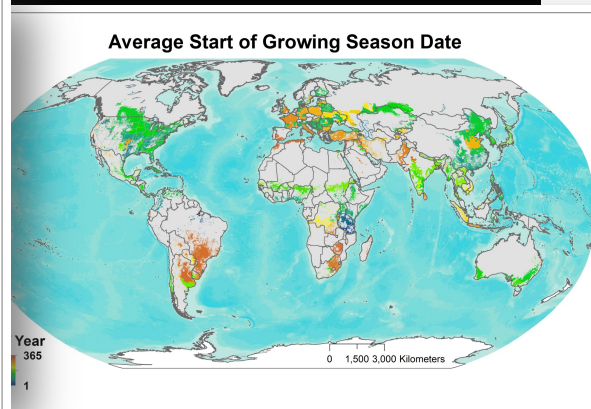 Average Start of Growing Season Date
Year
365
1
0 1,500 3,000 Kilometers